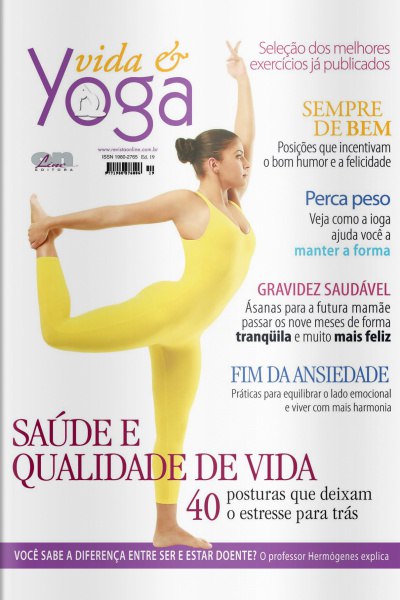 vida &
Yoga
www.revistaonline.com.br
ISSN 1980-2765 Ed. 19
On Line
EDITORA
Seleção dos melhores
exercícios já publicados
SEMPRE
DE BEM
Posições que incentivam
o bom humor e a felicidade
Perca peso
Veja como a ioga
ajuda você a
manter a forma
GRAVIDEZ SAUDÁVEL
Ásanas para a futura mamãe
passar os nove meses de forma
tranqüila e muito mais feliz
FIM DA ANSIEDADE
Práticas para equilibrar o lado emocional
e viver com mais harmonia
SAÚDE E
QUALIDADE DE VIDA
40 posturas que deixam
o estresse para trás
VOCÊ SABE A DIFERENÇA ENTRE SER E ESTAR DOENTE? O professor Hermógenes explica